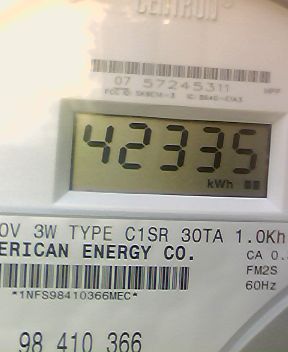 CENTRON
07 57245311
42335
kWh
0V 3W TYPE C1SR 30TA 1.0Kh
ERICAN ENERGY CO.
CA 0.
FM2S
*1NFS98410366MEC*
60Hz
98 410 366